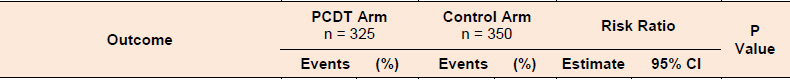 Outcome
PCDT Arm
n = 325
Control Arm
n = 350
Risk Ratio
P
Value
Events (%) Events (%) Estimate 95% CI